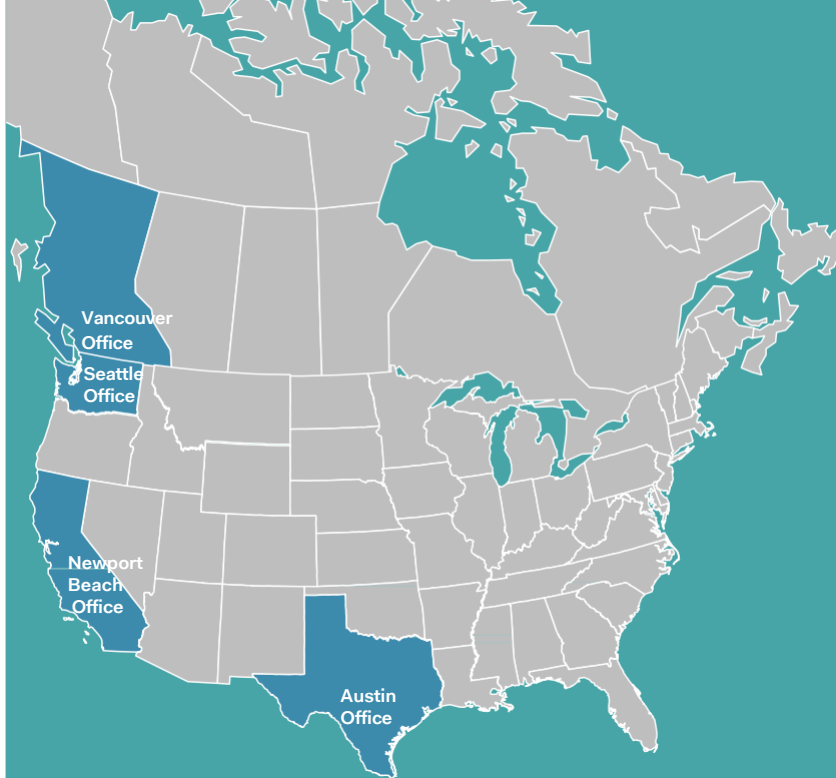 Vancouver
Office
Seattle
Office
Newport
Beach
Office
Austin
Office